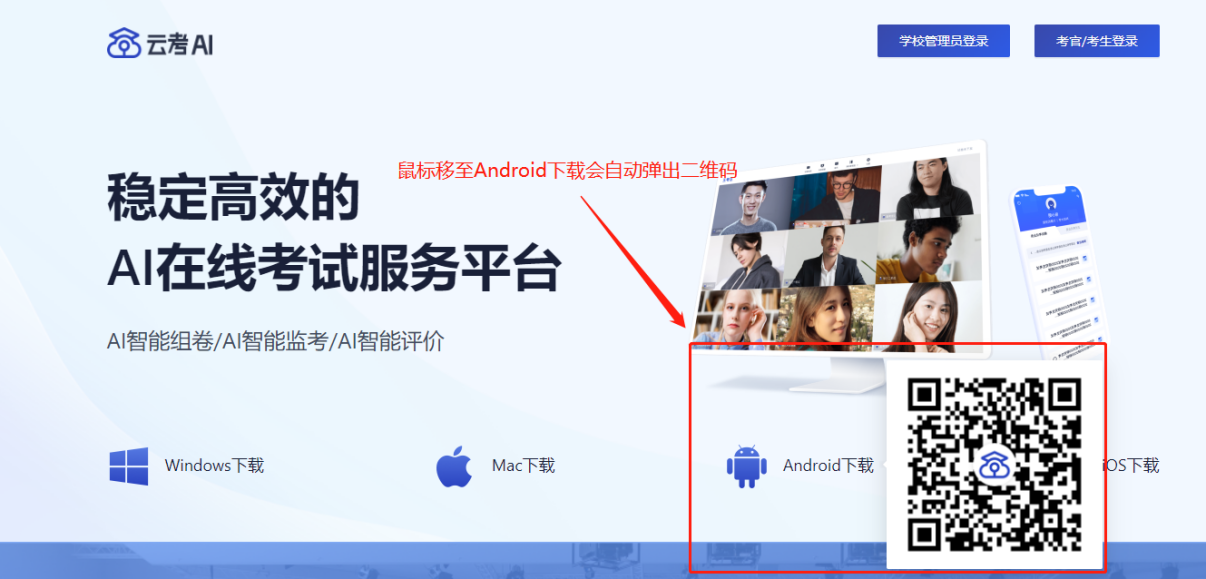 云考AI
学校管理员登录
考官/考生登录
鼠标移至Android下载会自动弹出二维码
稳定高效的
AI在线考试服务平台
AI智能组卷/AI智能监考/AI智能评价
Windows下载
Mac下载
Android下载
iOS下载